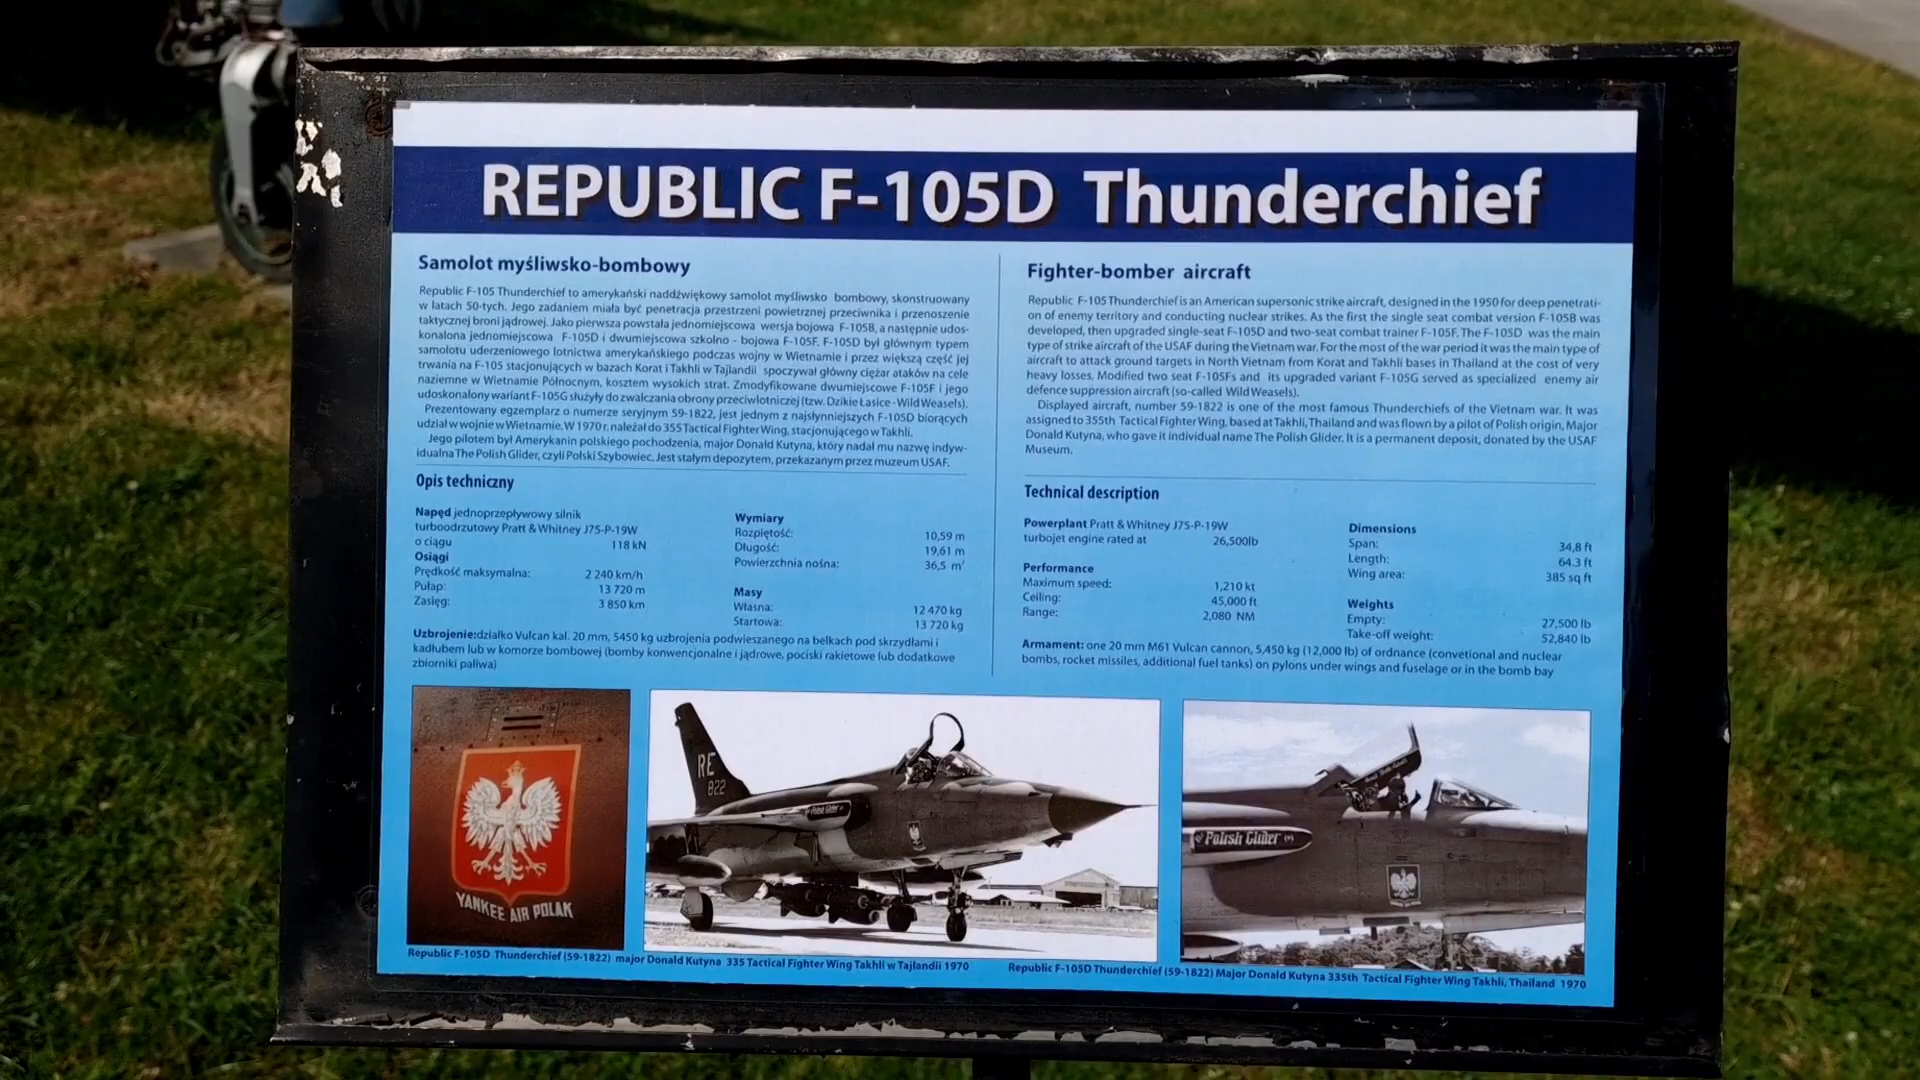 REPUBLIC F-105D Thunderchief
Samolot myśliwsko-bombowy
Republic F-105 Thunderchief to amerykański naddźwiękowy samolot myśliwsko bombowy, skonstruowany
w latach 50-tych. Jego zadaniem miała być penetracja przestrzeni powietrznej przeciwnika i przenoszenie
taktycznej broni jądrowej. Jako pierwsza powstała jednomiejscowa wersja bojowa F-105B, a następnie udos-
konalona jednomiejscowa F-105D i dwumiejscowa szkolno - bojowa F-105F. F-105D był głównym typem
samolotu uderzeniowego lotnictwa amerykańskiego podczas wojny w Wietnamie i przez większą część jej
trwania na F-105 stacjonujących w bazach Korat i Takhli w Tajlandii spoczywał główny ciężar ataków na cele
naziemne w Wietnamie Północnym, kosztem wysokich strat. Zmodyfikowane dwumiejscowe F-105F i jego
udoskonalony wariant F-105G służyły do zwalczania obrony przeciwlotniczej (tzw. Dzikie Łasice - Wild Weasels).
Prezentowany egzemplarz o numerze seryjnym 59-1822, jest jednym z najsłynniejszych F-105D biorących
udział w wojnie w Wietnamie. W 1970 r. należał do 355 Tactical Fighter Wing, stacjonującego w Takhli.
Jego pilotem był Amerykanin polskiego pochodzenia, major Donald Kutyna, który nadał mu nazwę indyw-
idualna The Polish Glider, czyli Polski Szybowiec. Jest stałym depozytem, przekazanym przez muzeum USAF.
Opis techniczny
Napęd jednoprzepływowy silnik
turboodrzutowy Pratt & Whitney J75-P-19W
o ciągu 118 kN
Osiągi
Prędkość maksymalna: 2 240 km/h
Pułap: 13 720 m
Zasięg: 3 850 km
Wymiary
Rozpiętość: 10,59 m
Długość: 19,61 m
Powierzchnia nośna: 36,5 m²
Masy
Własna: 12 470 kg
Startowa: 13 720 kg
Uzbrojenie:działko Vulcan kal. 20 mm, 5450 kg uzbrojenia podwieszanego na belkach pod skrzydłami i
kadłubem lub w komorze bombowej (bomby konwencjonalne i jądrowe, pociski rakietowe lub dodatkowe
zbiorniki paliwa)
Fighter-bomber aircraft
Republic F-105 Thunderchief is an American supersonic strike aircraft, designed in the 1950 for deep penetrati-
on of enemy territory and conducting nuclear strikes. As the first the single seat combat version F-105B was
developed, then upgraded single-seat F-105D and two-seat combat trainer F-105F. The F-105D was the main
type of strike aircraft of the USAF during the Vietnam war. For the most of the war period it was the main type of
aircraft to attack ground targets in North Vietnam from Korat and Takhli bases in Thailand at the cost of very
heavy losses. Modified two seat F-105Fs and its upgraded variant F-105G served as specialized enemy air
defence suppression aircraft (so-called Wild Weasels).
Displayed aircraft, number 59-1822 is one of the most famous Thunderchiefs of the Vietnam war. It was
assigned to 355th Tactical Fighter Wing, based at Takhli, Thailand and was flown by a pilot of Polish origin, Major
Donald Kutyna, who gave it individual name The Polish Glider. It is a permanent deposit, donated by the USAF
Museum.
Technical description
Powerplant Pratt & Whitney J75-P-19W
turbojet engine rated at 26,500lb
Performance
Maximum speed: 1,210 kt
Ceiling: 45,000 ft
Range: 2,080 NM
Dimensions
Span: 34,8 ft
Length: 64.3 ft
Wing area: 385 sq ft
Weights
Empty: 27,500 lb
Take-off weight: 52,840 lb
Armament: one 20 mm M61 Vulcan cannon, 5,450 kg (12,000 lb) of ordnance (convetional and nuclear
bombs, rocket missiles, additional fuel tanks) on pylons under wings and fuselage or in the bomb bay
YANKEE AIR POLAK
RE
822
Polish Glider
Polish Glider
Republic F-105D Thunderchief (59-1822) major Donald Kutyna 335 Tactical Fighter Wing Takhli w Tajlandii 1970
Republic F-105D Thunderchief (59-1822) Major Donald Kutyna 335th Tactical Fighter Wing Takhli, Thailand 1970